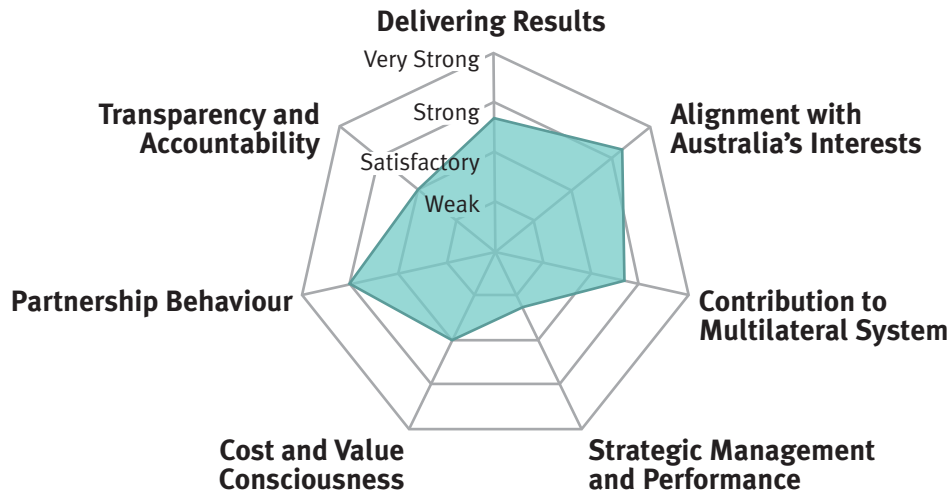 Delivering Results
Very Strong
Strong
Satisfactory
Weak
Transparency and
Accountability
Alignment with
Australia’s Interests
Partnership Behaviour
Contribution to
Multilateral System
Cost and Value
Consciousness
Strategic Management
and Performance